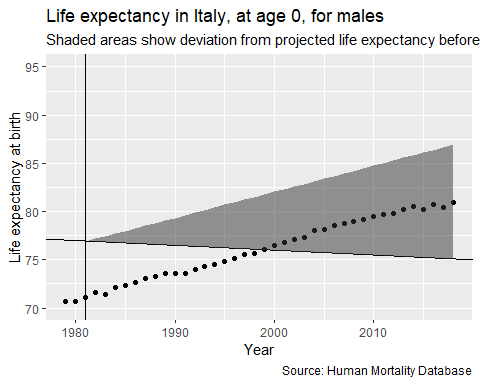 Life expectancy in Italy, at age 0, for males
Shaded areas show deviation from projected life expectancy before
95
90
85
80
75
70
Life expectancy at birth
1980 1990 2000 2010
Year
Source: Human Mortality Database